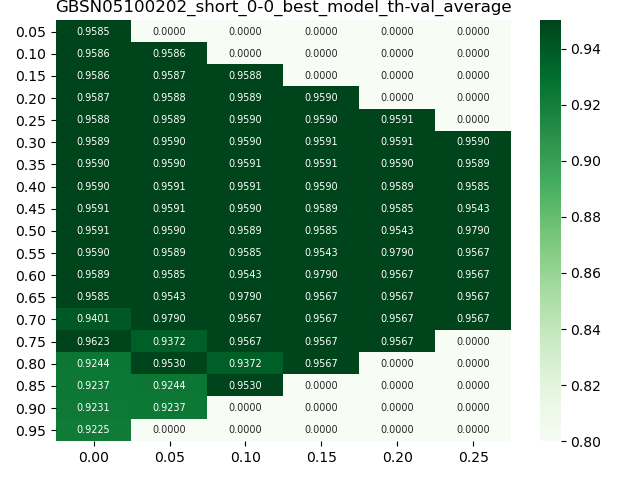 GBSN05100202_short_0-0_best_model_th-val_average
0.05 0.9585 0.0000 0.0000 0.0000 0.0000 0.0000
0.10 0.9586 0.9586 0.0000 0.0000 0.0000 0.0000
0.15 0.9586 0.9587 0.9588 0.0000 0.0000 0.0000
0.20 0.9587 0.9588 0.9589 0.9590 0.0000 0.0000
0.25 0.9588 0.9589 0.9590 0.9590 0.9591 0.0000
0.30 0.9589 0.9590 0.9590 0.9591 0.9591 0.9590
0.35 0.9590 0.9590 0.9591 0.9591 0.9590 0.9589
0.40 0.9590 0.9591 0.9591 0.9590 0.9589 0.9585
0.45 0.9591 0.9591 0.9590 0.9589 0.9585 0.9543
0.50 0.9591 0.9590 0.9589 0.9585 0.9543 0.9790
0.55 0.9590 0.9589 0.9585 0.9543 0.9790 0.9567
0.60 0.9589 0.9585 0.9543 0.9790 0.9567 0.9567
0.65 0.9585 0.9543 0.9790 0.9567 0.9567 0.9567
0.70 0.9401 0.9790 0.9567 0.9567 0.9567 0.9567
0.75 0.9623 0.9372 0.9567 0.9567 0.9567 0.0000
0.80 0.9244 0.9530 0.9372 0.9567 0.0000 0.0000
0.85 0.9237 0.9244 0.9530 0.0000 0.0000 0.0000
0.90 0.9231 0.9237 0.0000 0.0000 0.0000 0.0000
0.95 0.9225 0.0000 0.0000 0.0000 0.0000 0.0000
0.00 0.05 0.10 0.15 0.20 0.25
0.94
0.92
0.90
0.88
0.86
0.84
0.82
0.80